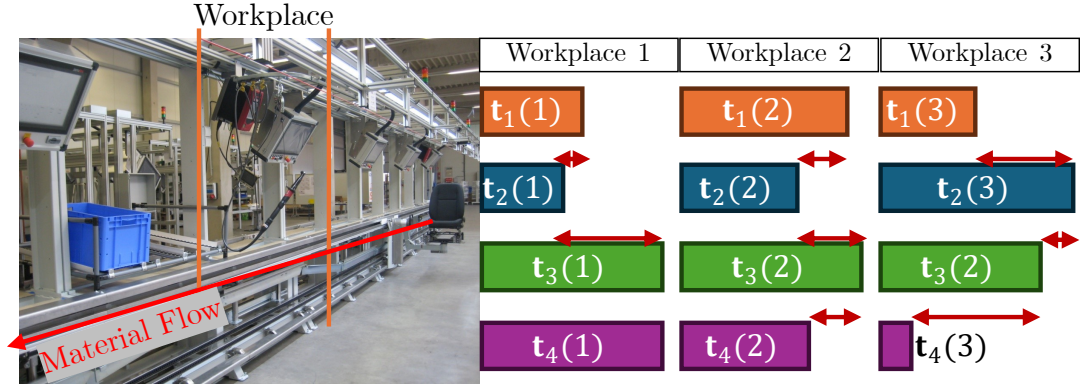 Workplace
Material Flow
Workplace 1
Workplace 2
Workplace 3
t₁(1)
t₁(2)
t₁(3)
t₂(1)
t₂(2)
t₂(3)
t₃(1)
t₃(2)
t₃(2)
t₄(1)
t₄(2)
t₄(3)